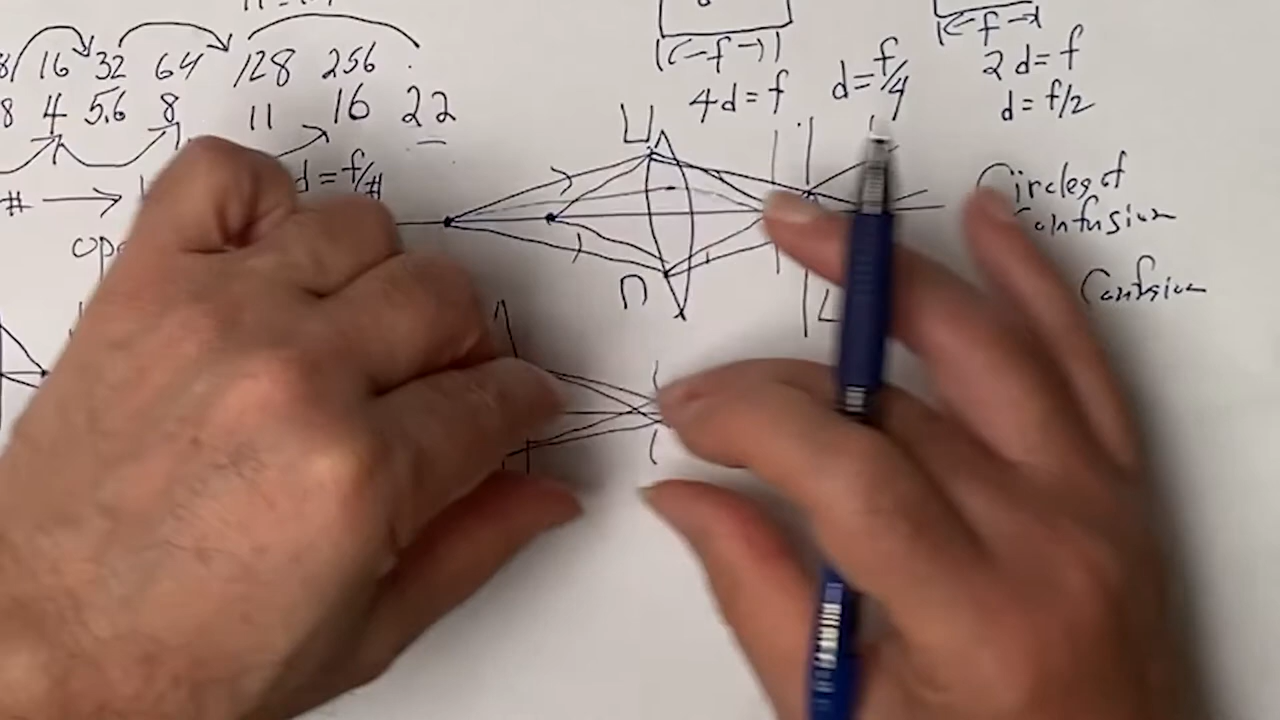 8 16 32 64 128 256 .
8 4 5.6 8 11 16 22
# → d = f/#
(←f→)
4d = f
d = f/4
(←f→)
2d = f
d = f/2
Circles of
Confusion
Confusion